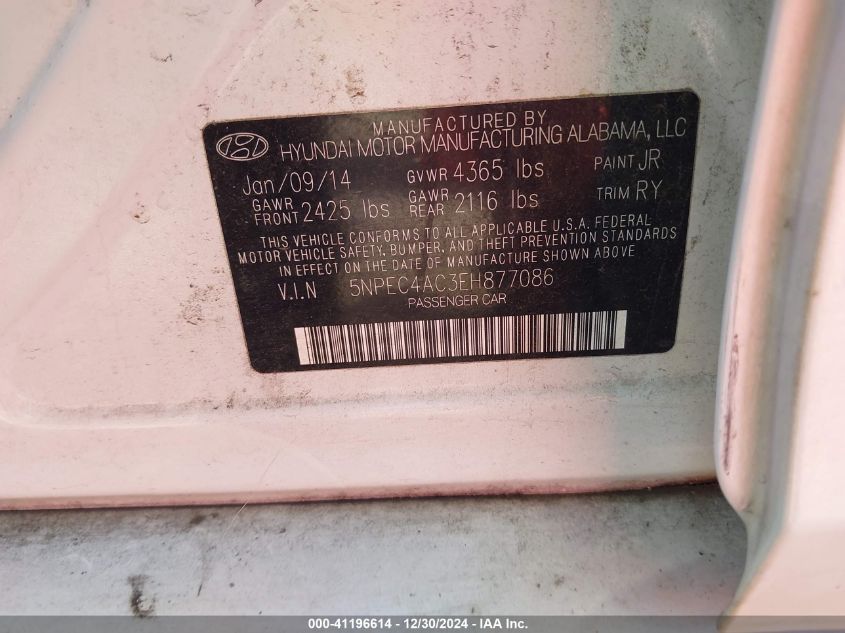 MANUFACTURED BY
HYUNDAI MOTOR MANUFACTURING ALABAMA, LLC
Jan/09/14 GVWR 4365 lbs PAINT JR
GAWR FRONT 2425 lbs GAWR REAR 2116 lbs TRIM RY
THIS VEHICLE CONFORMS TO ALL APPLICABLE U.S.A. FEDERAL
MOTOR VEHICLE SAFETY, BUMPER, AND THEFT PREVENTION STANDARDS
IN EFFECT ON THE DATE OF MANUFACTURE SHOWN ABOVE
V.I.N 5NPEC4AC3EH877086
PASSENGER CAR
000-41196614 - 12/30/2024 - IAA Inc.